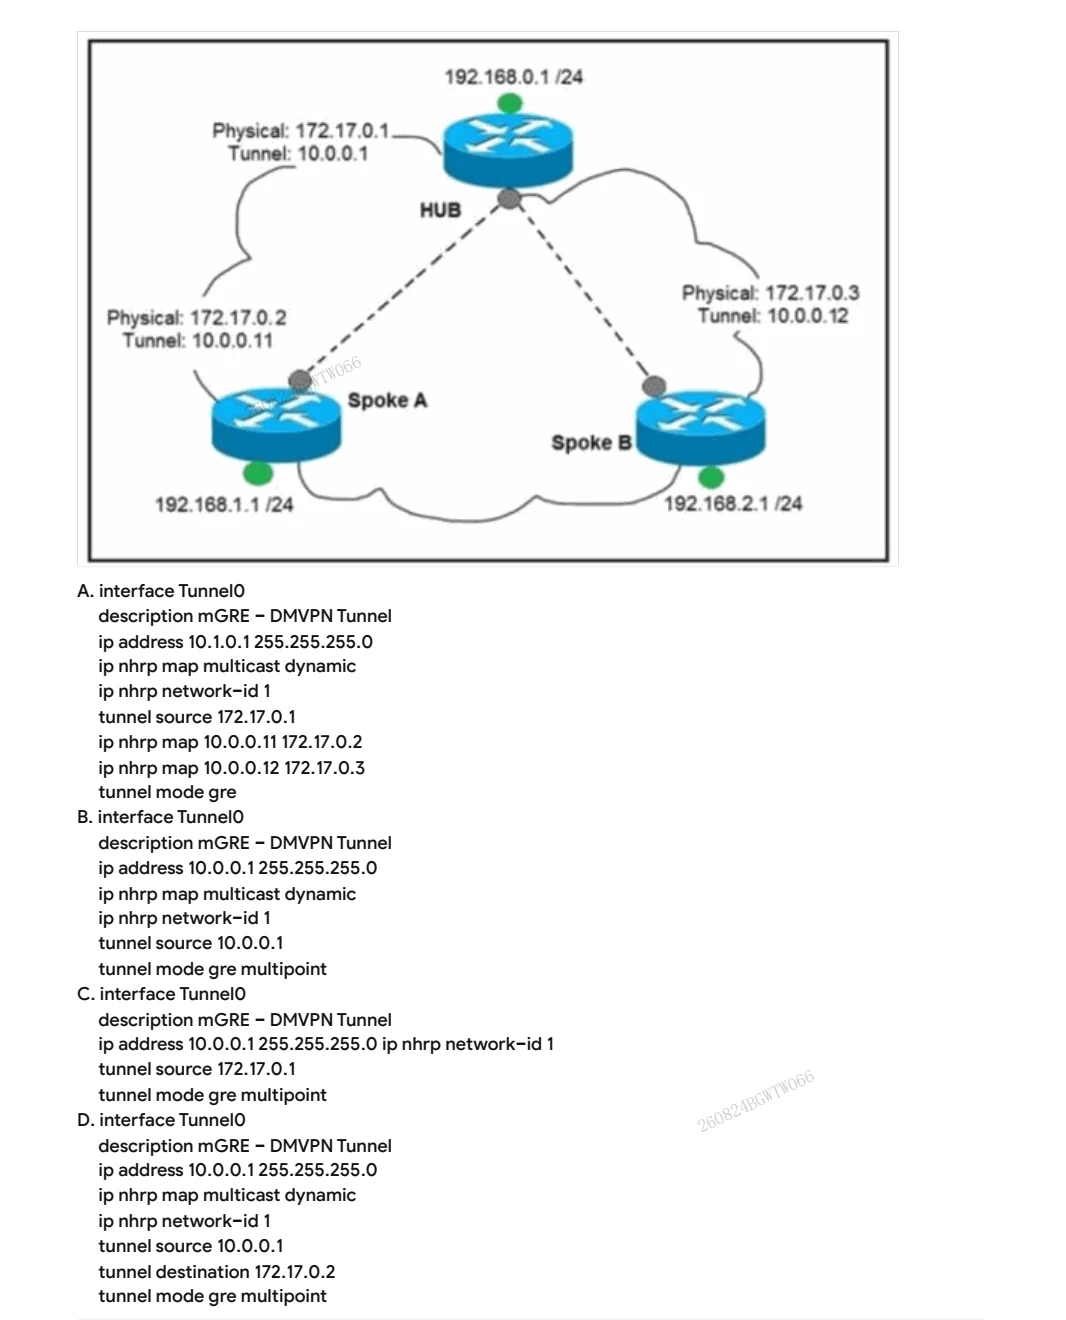 192.168.0.1 /24
Physical: 172.17.0.1
Tunnel: 10.0.0.1
HUB
Physical: 172.17.0.3
Tunnel: 10.0.0.12
Physical: 172.17.0.2
Tunnel: 10.0.0.11
Spoke A
Spoke B
192.168.1.1 /24
192.168.2.1 /24
A. interface Tunnel0
description mGRE – DMVPN Tunnel
ip address 10.1.0.1 255.255.255.0
ip nhrp map multicast dynamic
ip nhrp network–id 1
tunnel source 172.17.0.1
ip nhrp map 10.0.0.11 172.17.0.2
ip nhrp map 10.0.0.12 172.17.0.3
tunnel mode gre
B. interface Tunnel0
description mGRE – DMVPN Tunnel
ip address 10.0.0.1 255.255.255.0
ip nhrp map multicast dynamic
ip nhrp network–id 1
tunnel source 10.0.0.1
tunnel mode gre multipoint
C. interface Tunnel0
description mGRE – DMVPN Tunnel
ip address 10.0.0.1 255.255.255.0 ip nhrp network–id 1
tunnel source 172.17.0.1
tunnel mode gre multipoint
260824BGWTW066
D. interface Tunnel0
description mGRE – DMVPN Tunnel
ip address 10.0.0.1 255.255.255.0
ip nhrp map multicast dynamic
ip nhrp network–id 1
tunnel source 10.0.0.1
tunnel destination 172.17.0.2
tunnel mode gre multipoint